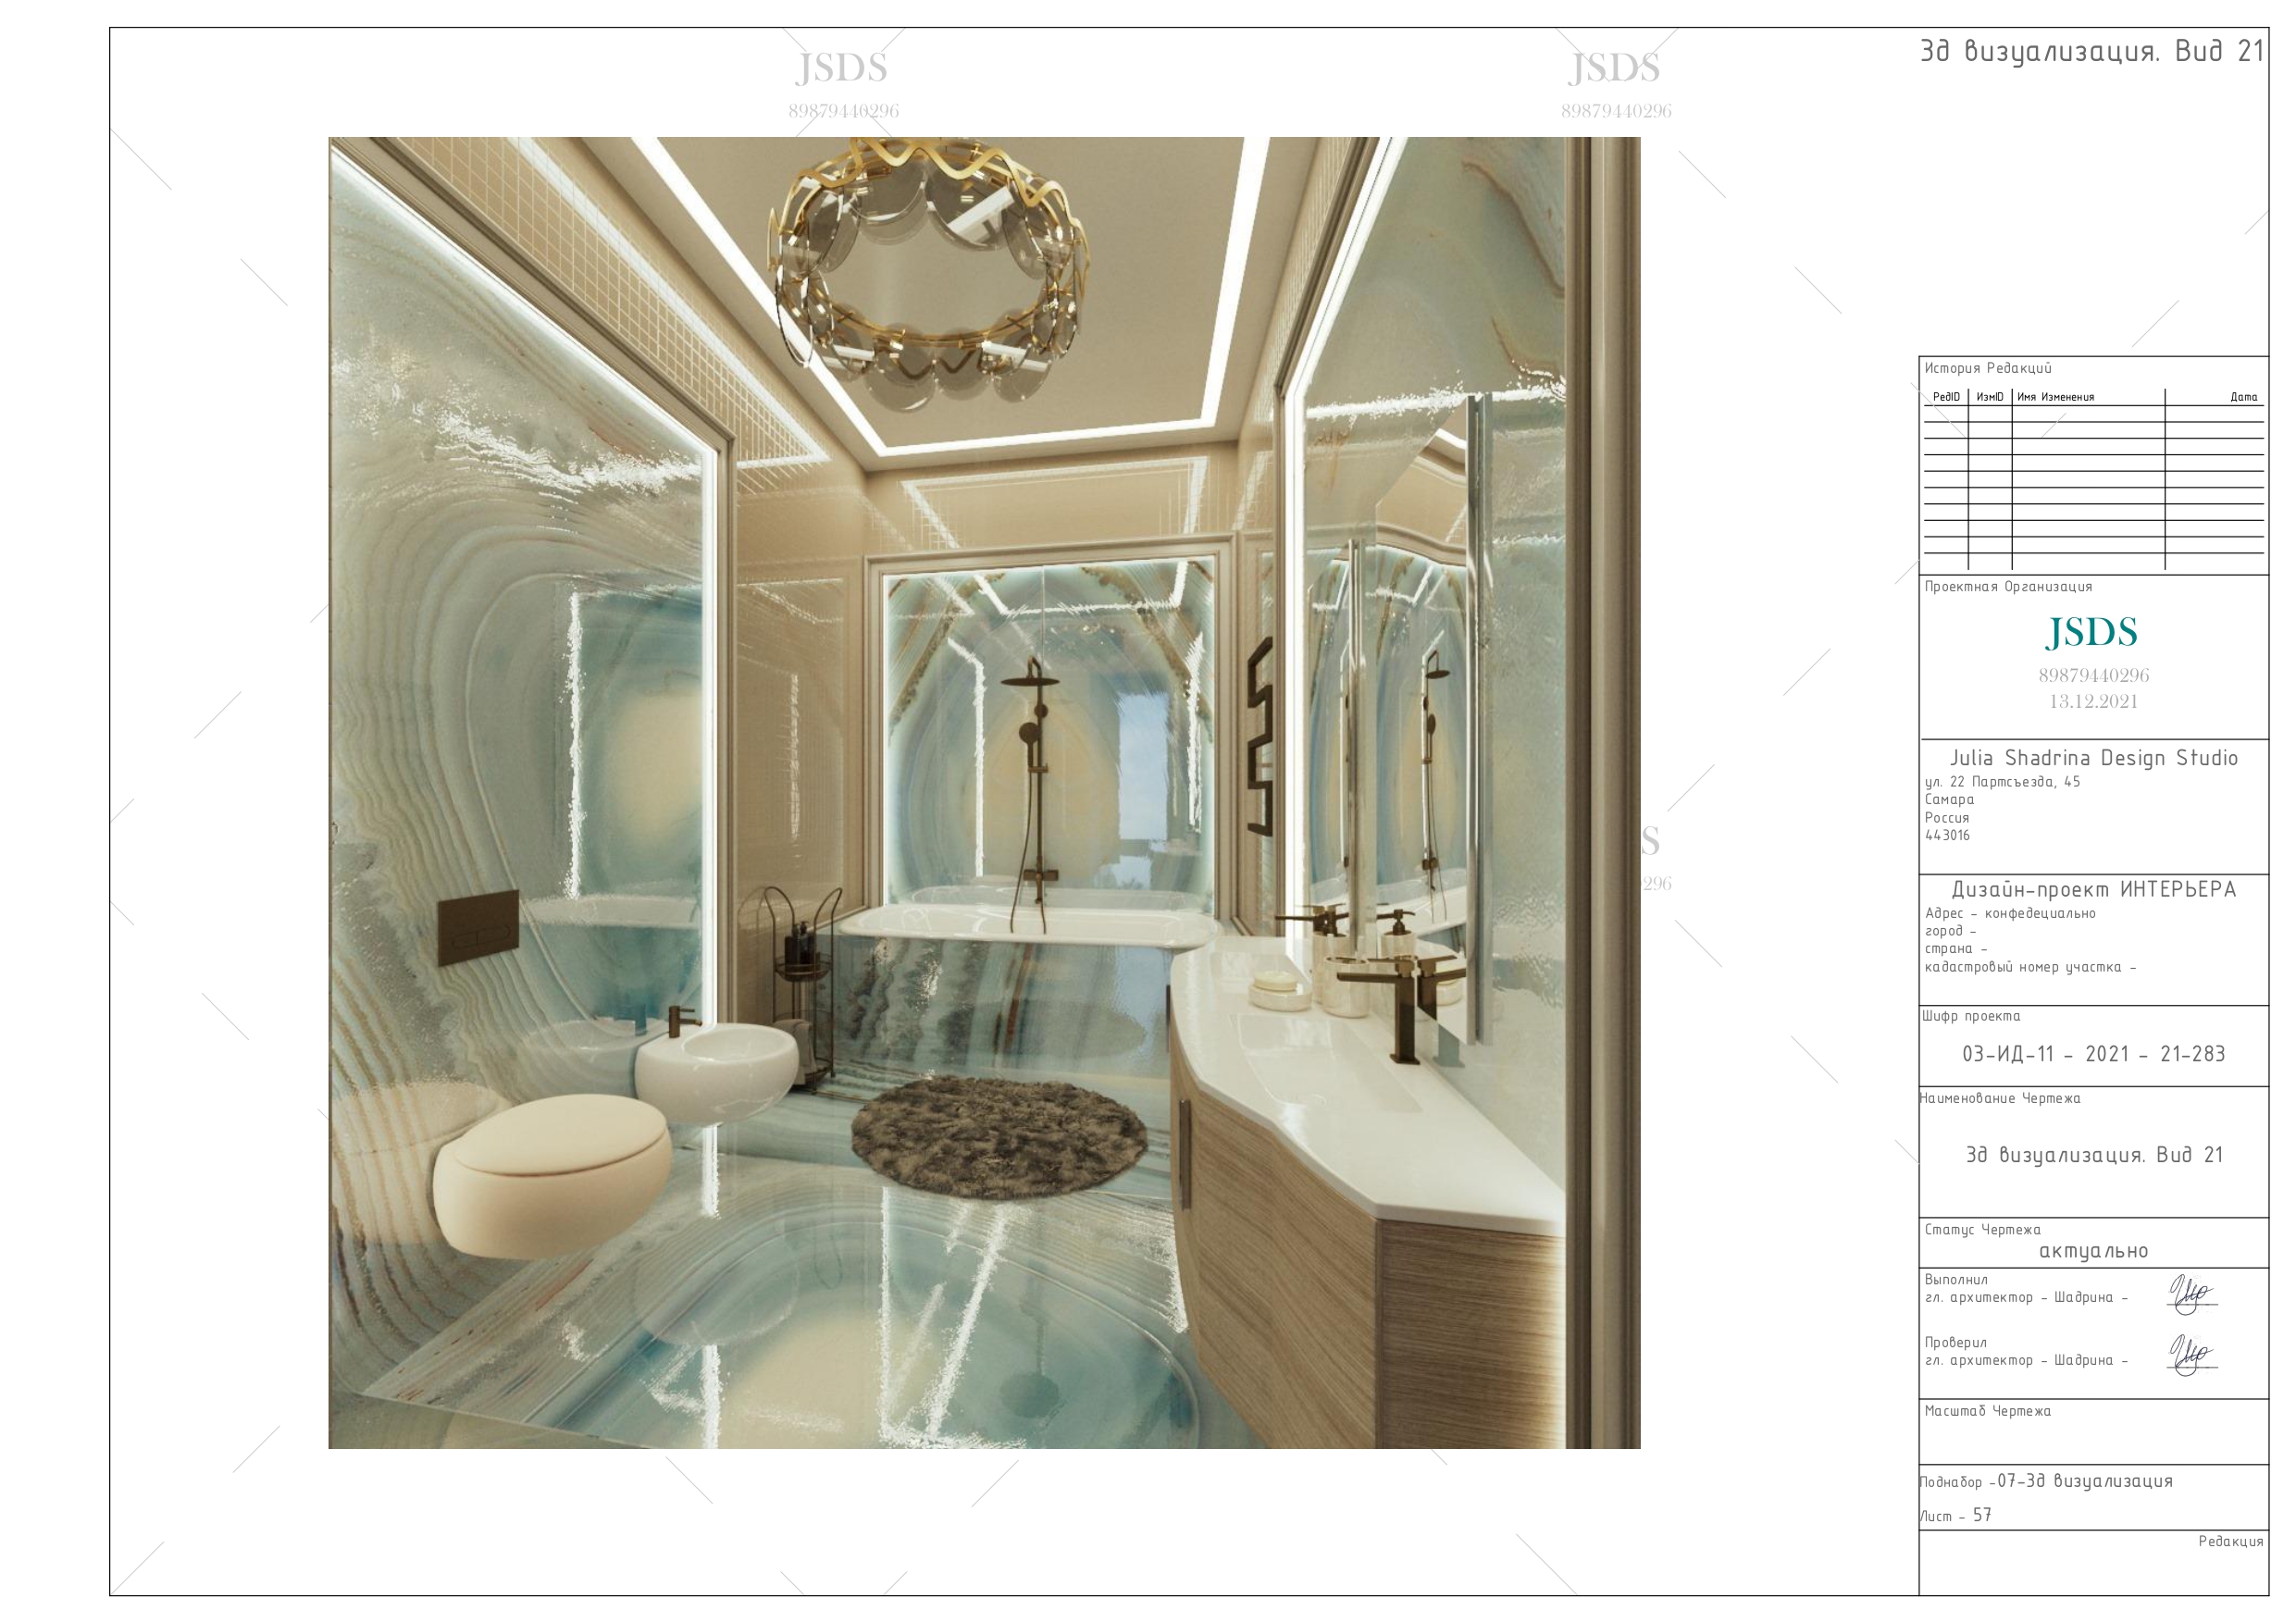 JSDS
89879440296
JSDS
89879440296
3д визуализация. Вид 21
История Редакций
РедID ИзмID Имя Изменения Дата
Проектная Организация
JSDS
89879440296
13.12.2021
Julia Shadrina Design Studio
ул. 22 Партсъезда, 45
Самара
Россия
443016
S
296
Дизайн-проект ИНТЕРЬЕРА
Адрес - конфедециально
город -
страна -
кадастровый номер участка -
Шифр проекта
03-ИД-11 - 2021 - 21-283
Наименование Чертежа
3д визуализация. Вид 21
Статус Чертежа
актуально
Выполнил
гл. архитектор - Шадрина -
Проверил
гл. архитектор - Шадрина -
Масштаб Чертежа
Поднабор -07-3д визуализация
Лист - 57
Редакция